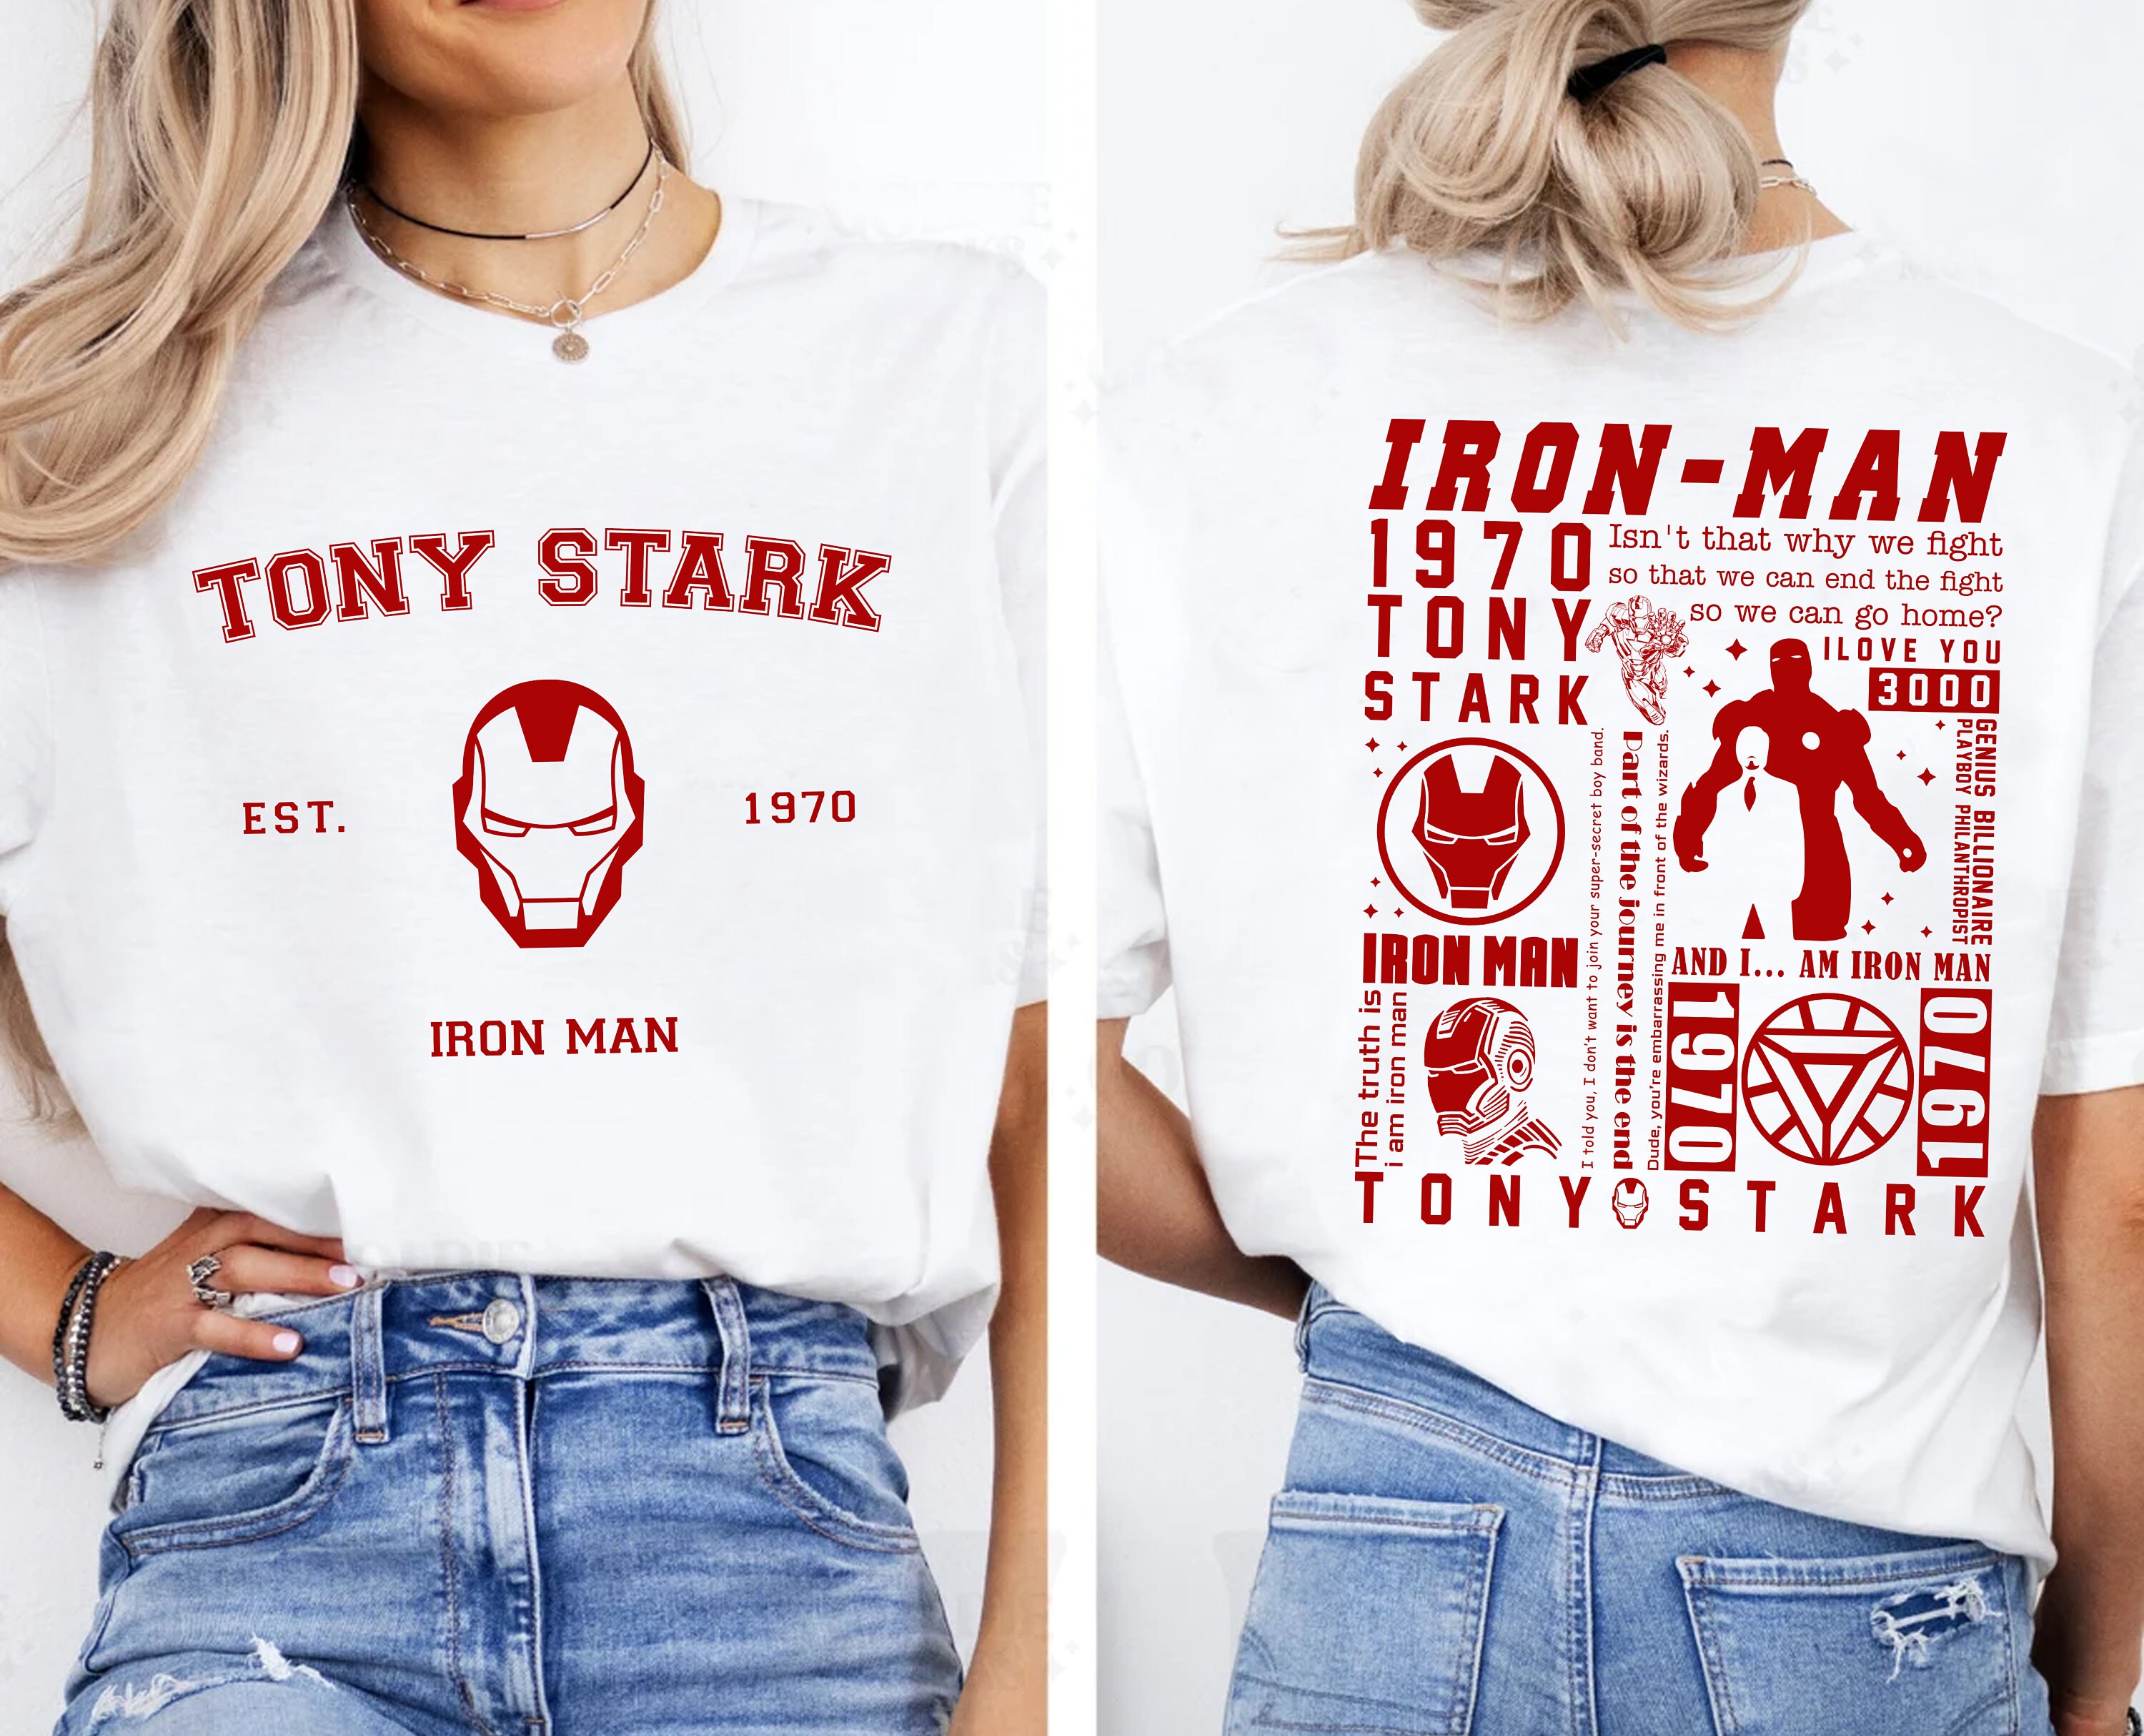 TONY STARK
EST.
1970
IRON MAN
IRON-MAN
1970
TONY
STARK
Isn't that why we fight
so that we can end the fight
so we can go home?
I LOVE YOU
3000
GENIUS BILLIONAIRE
PLAYBOY PHILANTHROPIST
IRON MAN
The truth is
i am iron man
I told you, I don't want to join your super-secret boy band.
Part of the journey is the end
Dude, you're embarrassing me in front of the wizards.
AND I... AM IRON MAN
1970
1970
TONY STARK